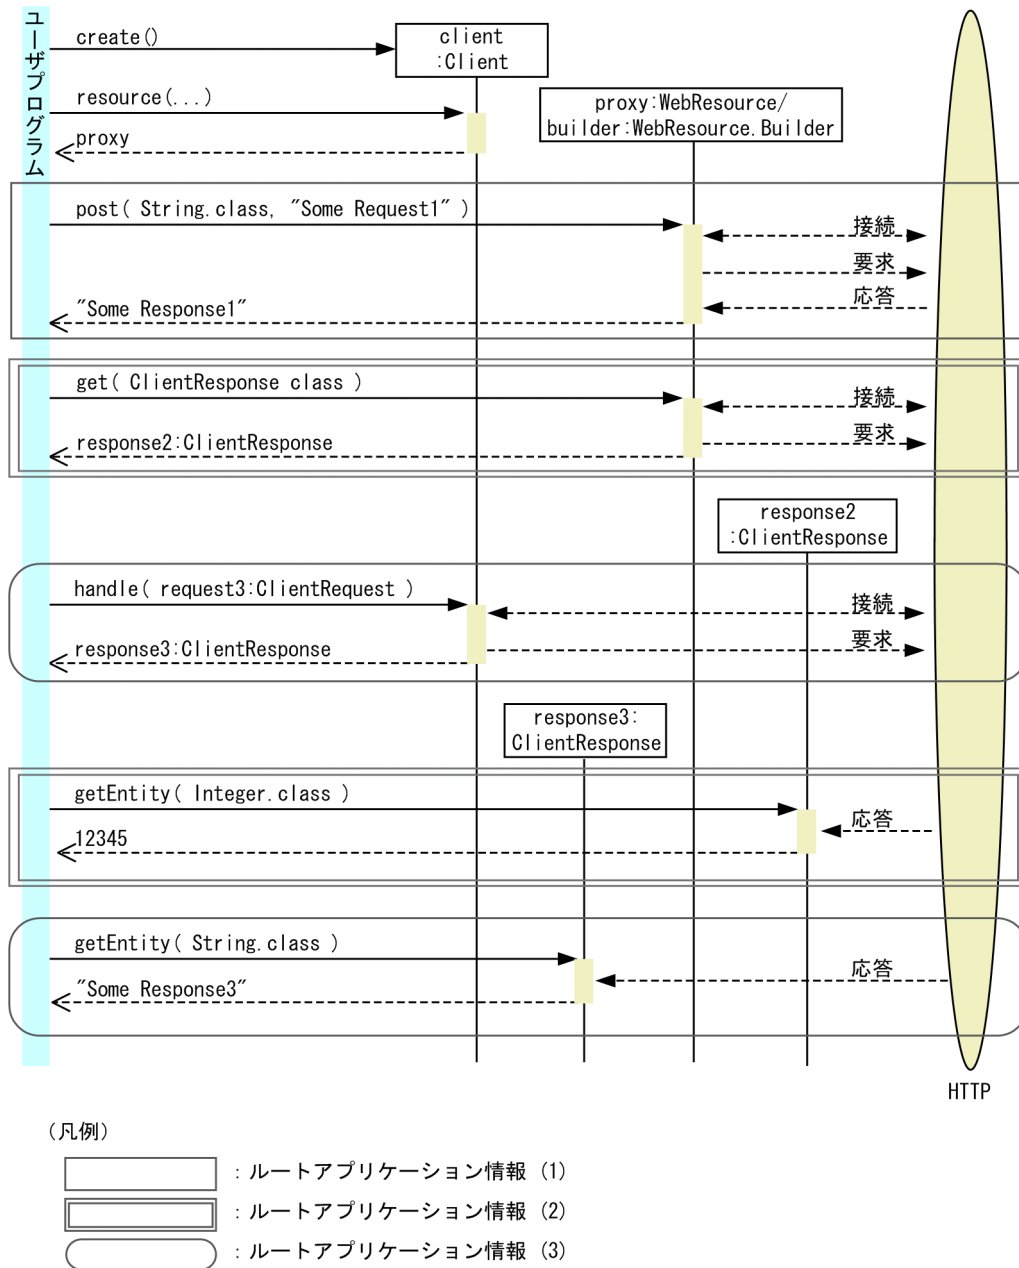 ユーザプログラム
create()
client
:Client
resource(...)
proxy:WebResource/
builder:WebResource.Builder
proxy
post( String.class, "Some Request1" )
接続
要求
応答
"Some Response1"
get( ClientResponse class )
接続
要求
response2:ClientResponse
response2
:ClientResponse
handle( request3:ClientRequest )
接続
要求
response3:ClientResponse
response3:
ClientResponse
getEntity( Integer.class )
応答
12345
getEntity( String.class )
応答
"Some Response3"
HTTP
(凡例)
: ルートアプリケーション情報 (1)
: ルートアプリケーション情報 (2)
: ルートアプリケーション情報 (3)